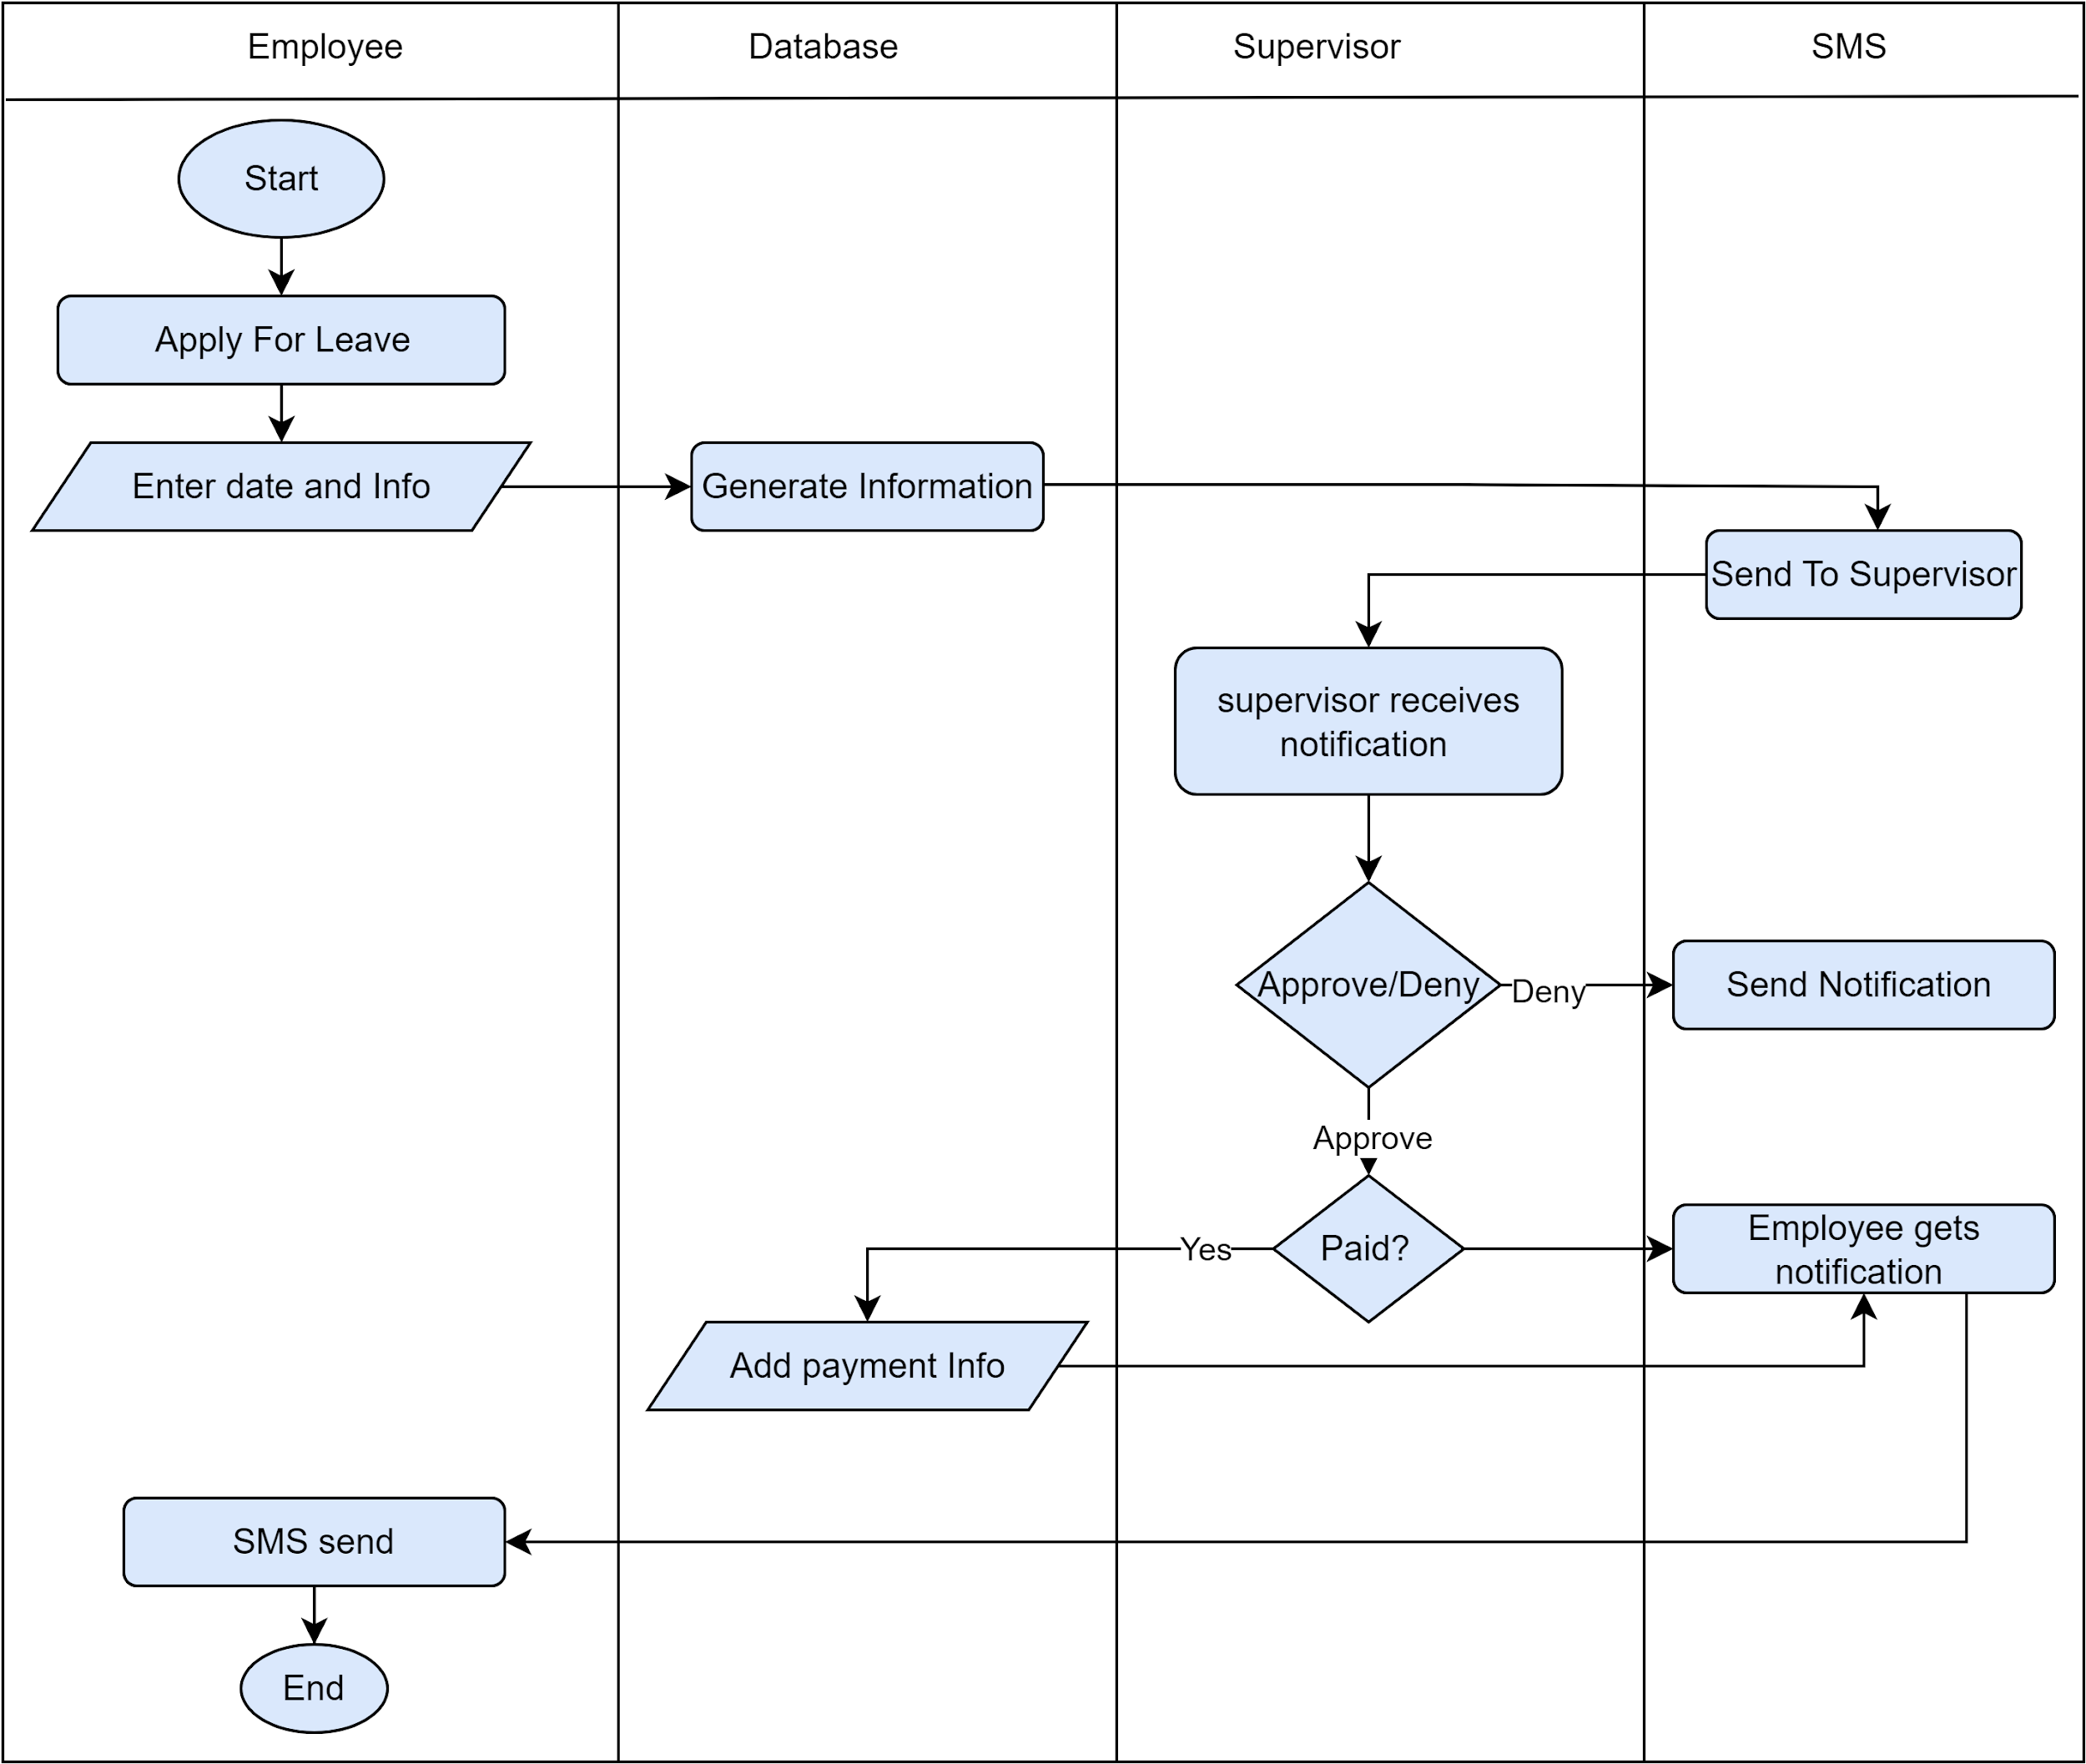 Employee
Database
Supervisor
SMS
Start
Apply For Leave
Enter date and Info
Generate Information
Send To Supervisor
supervisor receives
notification
Approve/Deny
Deny
Send Notification
Approve
Yes
Paid?
Employee gets
notification
Add payment Info
SMS send
End